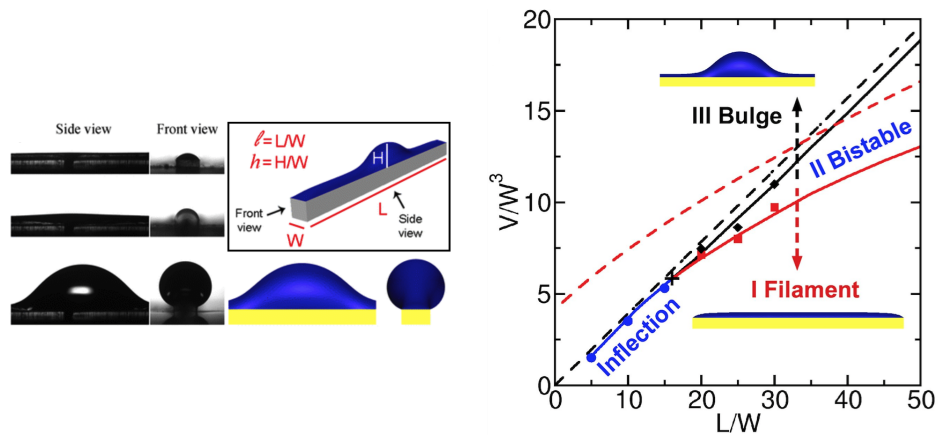 Side view
Front view
ℓ=L/W
h=H/W
H
Front
view
Side
view
L
W
20
15
10
5
0
V/W³
III Bulge
II Bistable
I Filament
Inflection
0
10
20
30
40
50
L/W